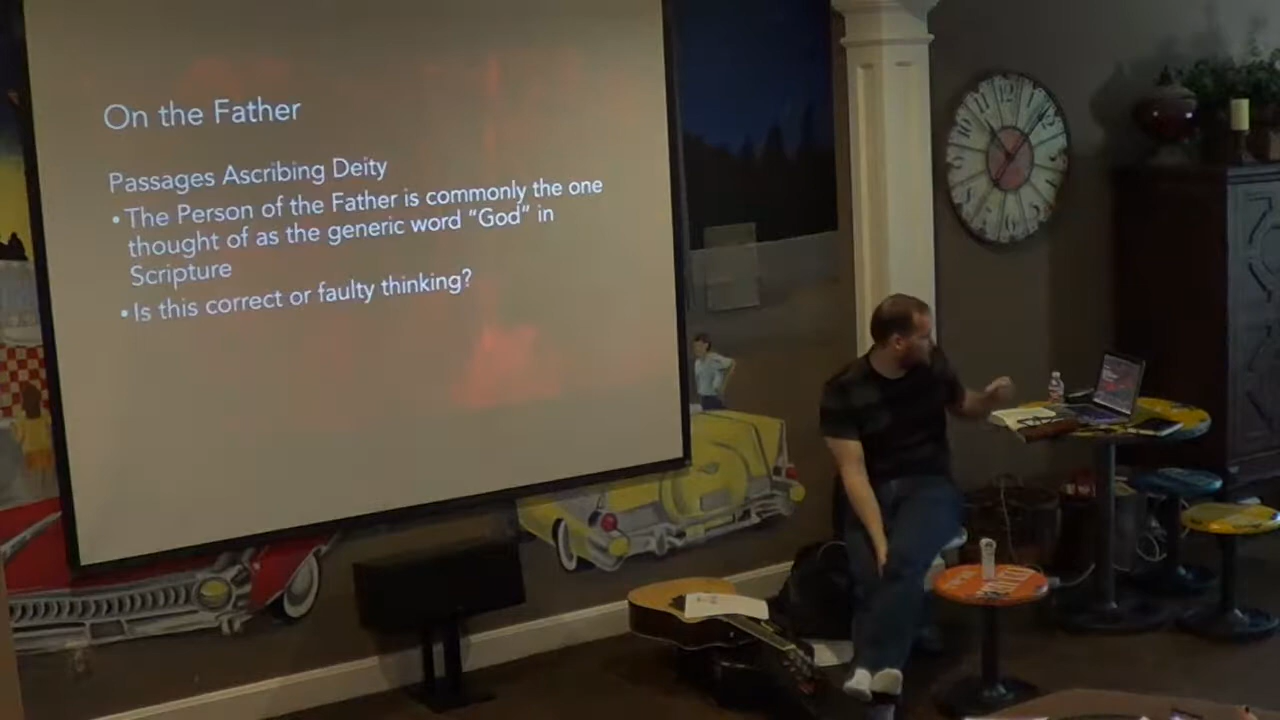 On the Father
Passages Ascribing Deity
•The Person of the Father is commonly the one
thought of as the generic word “God” in
Scripture
•Is this correct or faulty thinking?